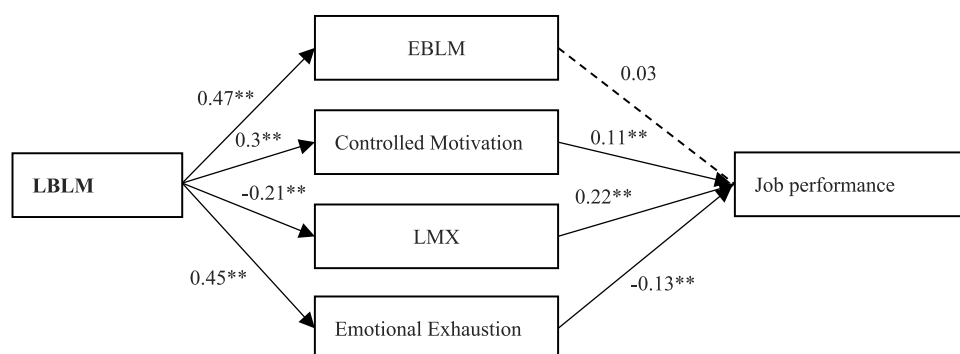 EBLM
0.03
0.47**
0.3**
Controlled Motivation
0.11**
LBLM
Job performance
-0.21**
0.22**
LMX
0.45**
-0.13**
Emotional Exhaustion